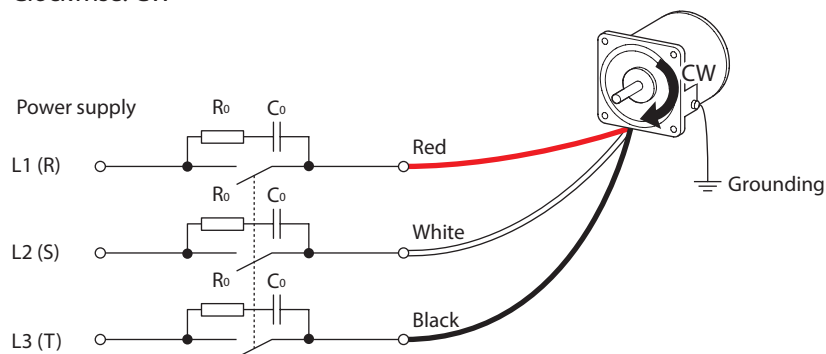 CW
Power supply
R0 C0
Red
L1 (R)
Grounding
R0 C0
White
L2 (S)
R0 C0
Black
L3 (T)